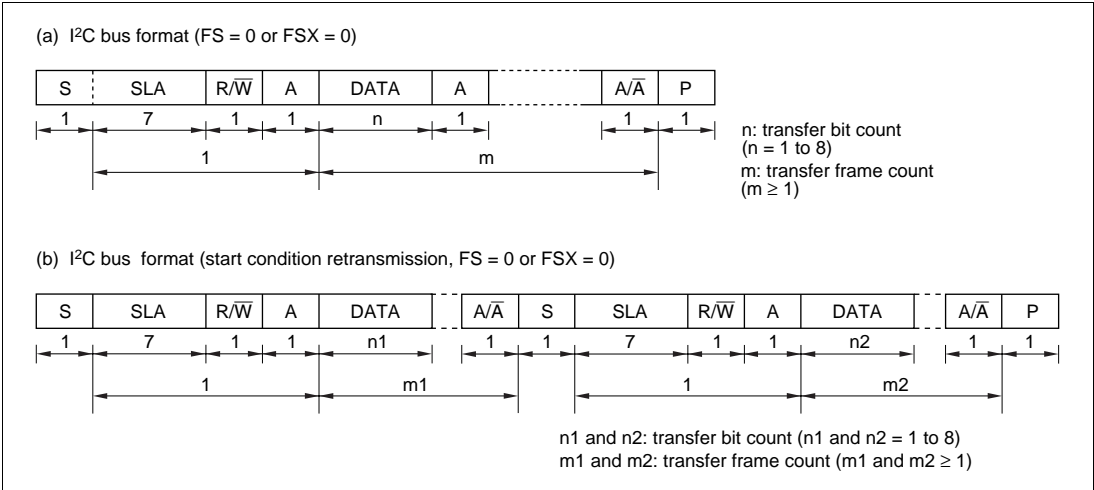 (a) I²C bus format (FS = 0 or FSX = 0)
S SLA R/W̅ A DATA A A/A̅ P
1 7 1 1 n 1 1 1
1 m
n: transfer bit count
(n = 1 to 8)
m: transfer frame count
(m ≥ 1)
(b) I²C bus format (start condition retransmission, FS = 0 or FSX = 0)
S SLA R/W̅ A DATA A/A̅ S SLA R/W̅ A DATA A/A̅ P
1 7 1 1 n1 1 1 7 1 1 n2 1 1
1 m1 1 m2
n1 and n2: transfer bit count (n1 and n2 = 1 to 8)
m1 and m2: transfer frame count (m1 and m2 ≥ 1)